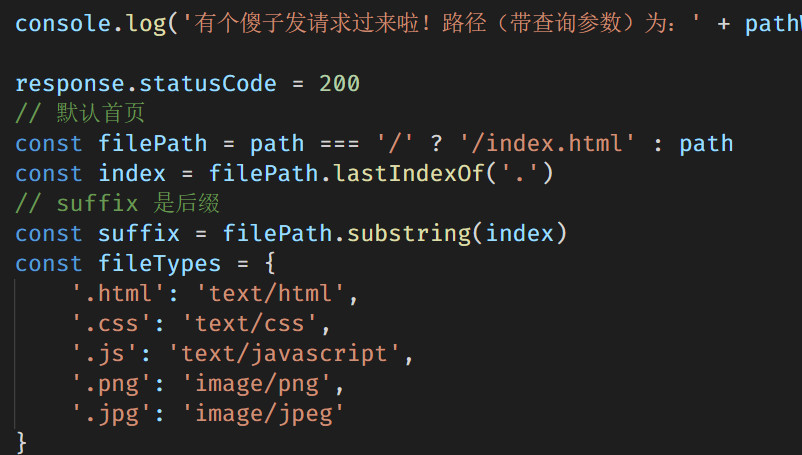 console.log('有个傻子发请求过来啦！路径（带查询参数）为：' + path
response.statusCode = 200
// 默认首页
const filePath = path === '/' ? '/index.html' : path
const index = filePath.lastIndexOf('.')
// suffix 是后缀
const suffix = filePath.substring(index)
const fileTypes = {
    '.html': 'text/html',
    '.css': 'text/css',
    '.js': 'text/javascript',
    '.png': 'image/png',
    '.jpg': 'image/jpeg'
}